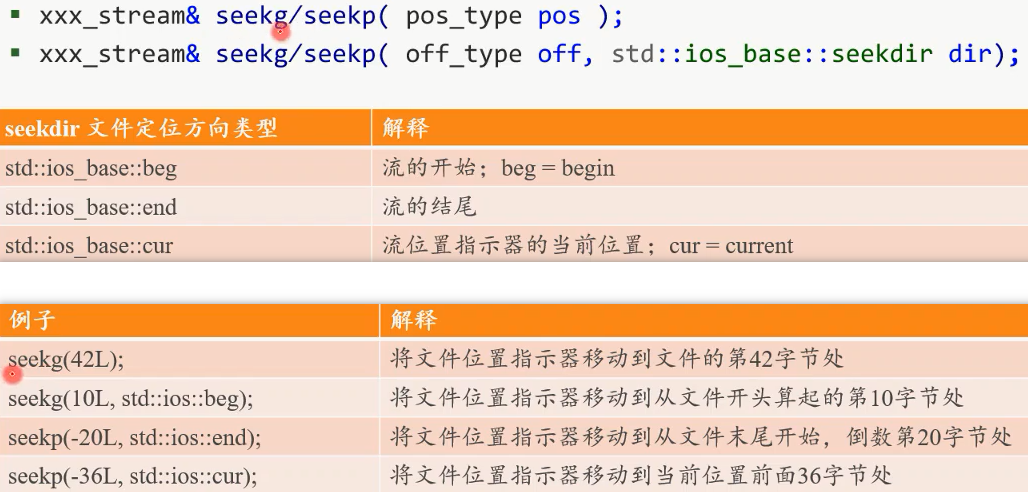 ▪ xxx_stream& seekg/seekp( pos_type pos );
▪ xxx_stream& seekg/seekp( off_type off, std::ios_base::seekdir dir);
seekdir 文件定位方向类型 解释
std::ios_base::beg 流的开始；beg = begin
std::ios_base::end 流的结尾
std::ios_base::cur 流位置指示器的当前位置；cur = current
例子 解释
seekg(42L); 将文件位置指示器移动到文件的第42字节处
seekg(10L, std::ios::beg); 将文件位置指示器移动到从文件开头算起的第10字节处
seekp(-20L, std::ios::end); 将文件位置指示器移动到从文件末尾开始，倒数第20字节处
seekp(-36L, std::ios::cur); 将文件位置指示器移动到当前位置前面36字节处